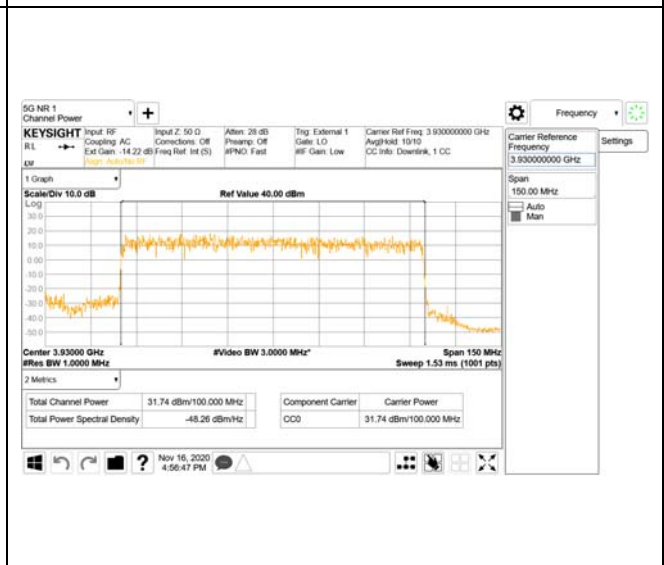 5G NR 1
Channel Power
Frequency
KEYSIGHT
RL
Input: RF
Coupling: AC
Ext Gain: -14.22 dB
Align: Auto/No RF
Input Z: 50 Ω
Corrections: Off
Freq Ref: Int (S)
Atten: 28 dB
Preamp: Off
#PNO: Fast
Trig: External 1
Gate: LO
#IF Gain: Low
Carrier Ref Freq: 3.930000000 GHz
Avg|Hold: 10/10
CC Info: Downlink, 1 CC
Carrier Reference
Frequency
3.930000000 GHz
Settings
Span
150.00 MHz
Auto
Man
1 Graph
Scale/Div 10.0 dB
Ref Value 40.00 dBm
Log
30.0
20.0
10.0
0.00
-10.0
-20.0
-30.0
-40.0
-50.0
Center 3.93000 GHz
#Video BW 3.0000 MHz*
Span 150 MHz
#Res BW 1.0000 MHz
Sweep 1.53 ms (1001 pts)
2 Metrics
Total Channel Power 31.74 dBm/100.000 MHz
Total Power Spectral Density -48.26 dBm/Hz
Component Carrier Carrier Power
CC0 31.74 dBm/100.000 MHz
?
Nov 16, 2020
4:56:47 PM